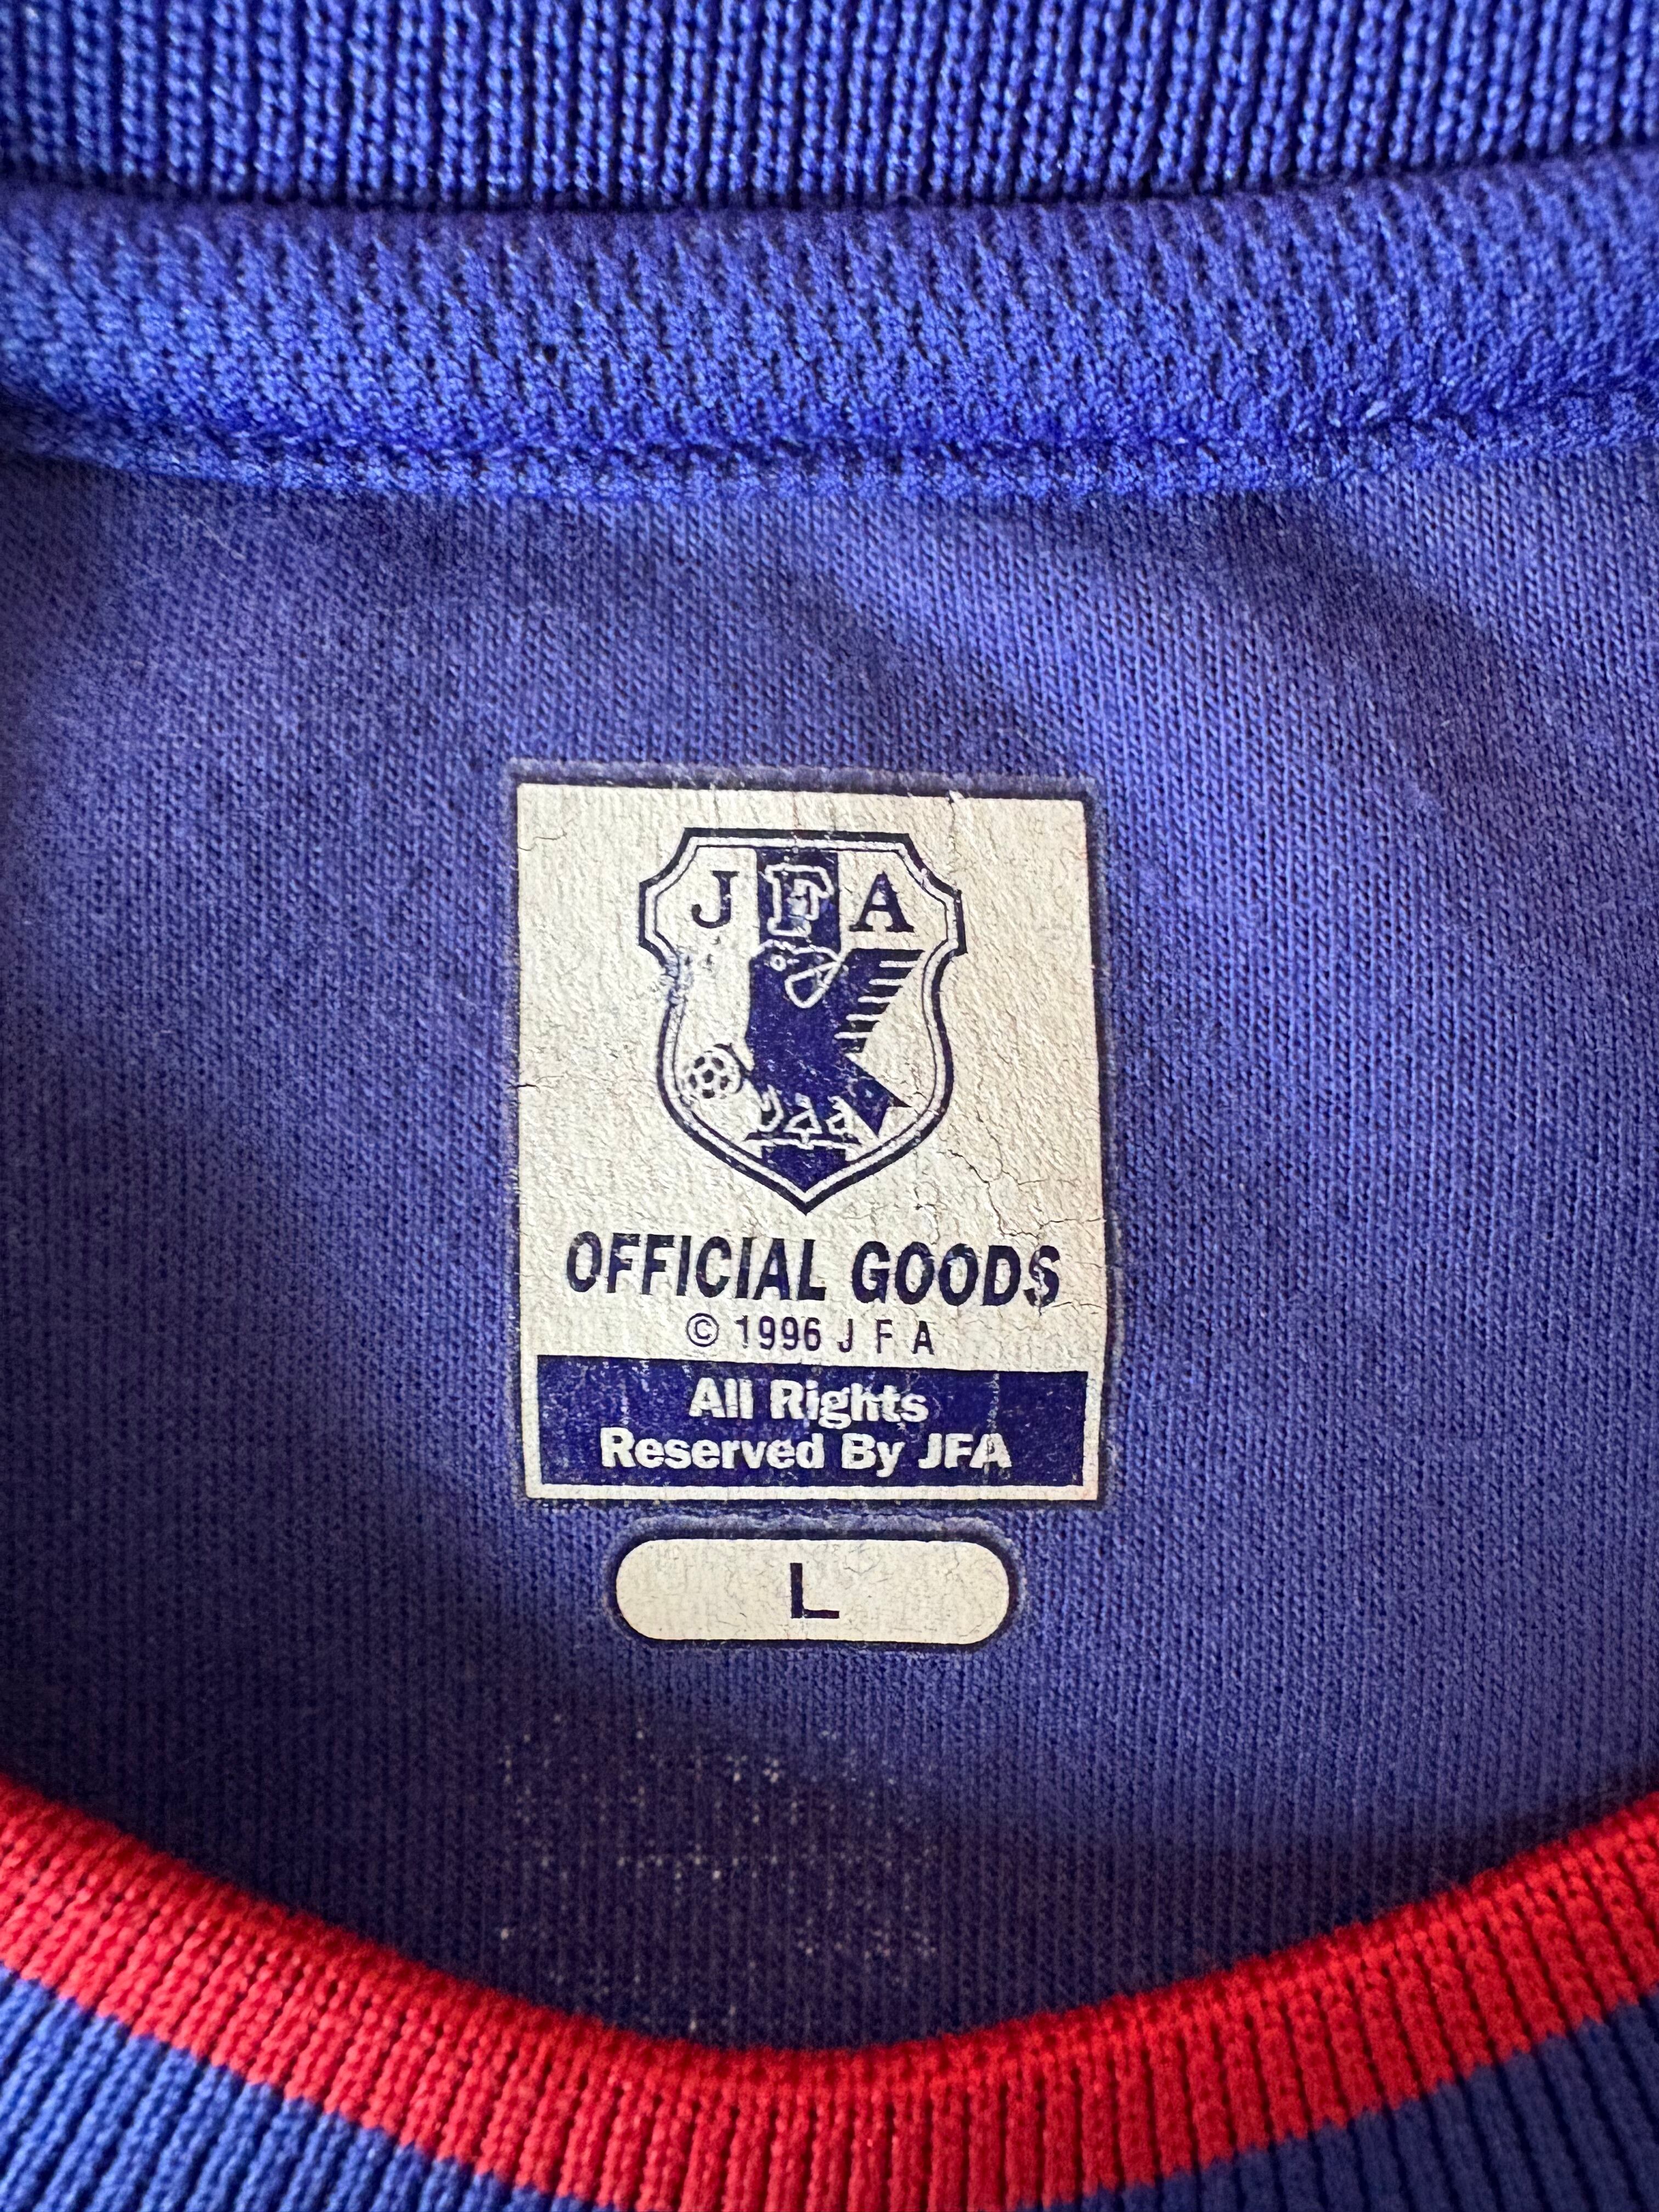 JFA
OFFICIAL GOODS
© 1996 J F A
All Rights
Reserved By JFA
L